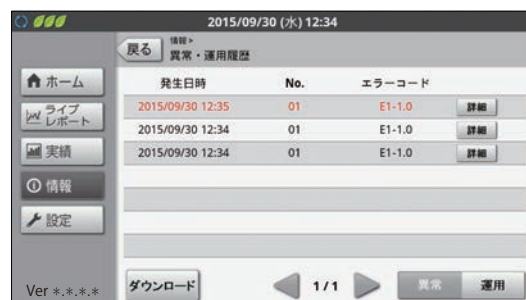 2015/09/30 (水) 12:34
戻る
情報>
異常・運用履歴
ホーム
ライブ
レポート
実績
情報
設定
Ver *.*.*.*
発生日時 No. エラーコード
2015/09/30 12:35 01 E1-1.0 詳細
2015/09/30 12:34 01 E1-1.0 詳細
2015/09/30 12:34 01 E1-1.0 詳細
ダウンロード 1/1 異常 運用